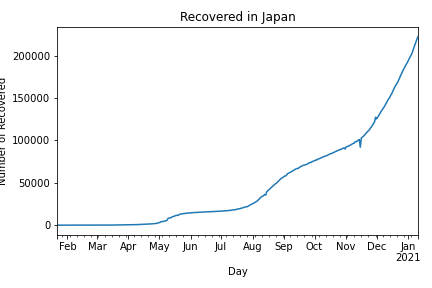 Recovered in Japan
Number of Recovered
200000
150000
100000
50000
0
Feb Mar Apr May Jun Jul Aug Sep Oct Nov Dec Jan
2021
Day